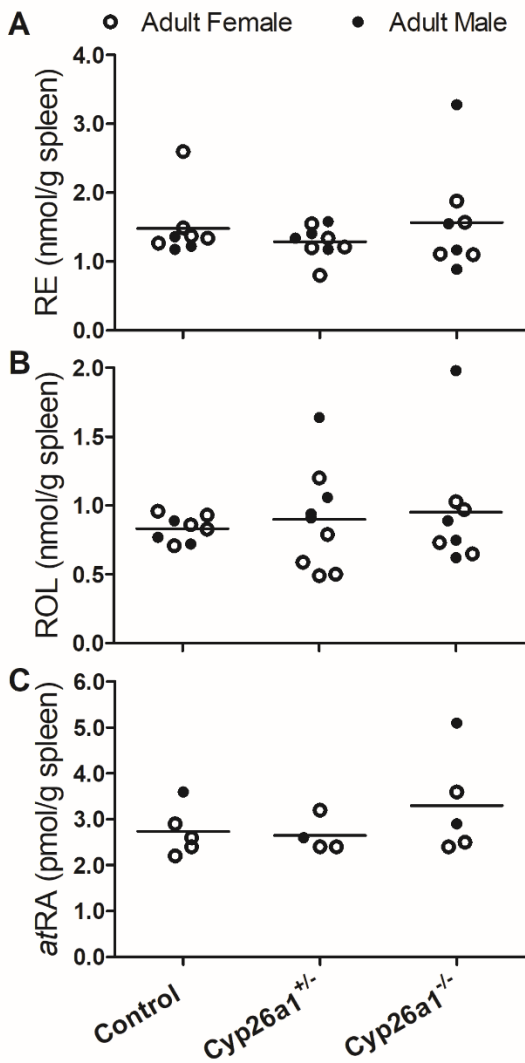 A
Adult Female Adult Male
RE (nmol/g spleen)
4.0
3.0
2.0
1.0
0.0
B
ROL (nmol/g spleen)
2.0
1.5
1.0
0.5
0.0
C
atRA (pmol/g spleen)
6.0
5.0
4.0
3.0
2.0
1.0
0.0
Control Cyp26a1+/- Cyp26a1-/-